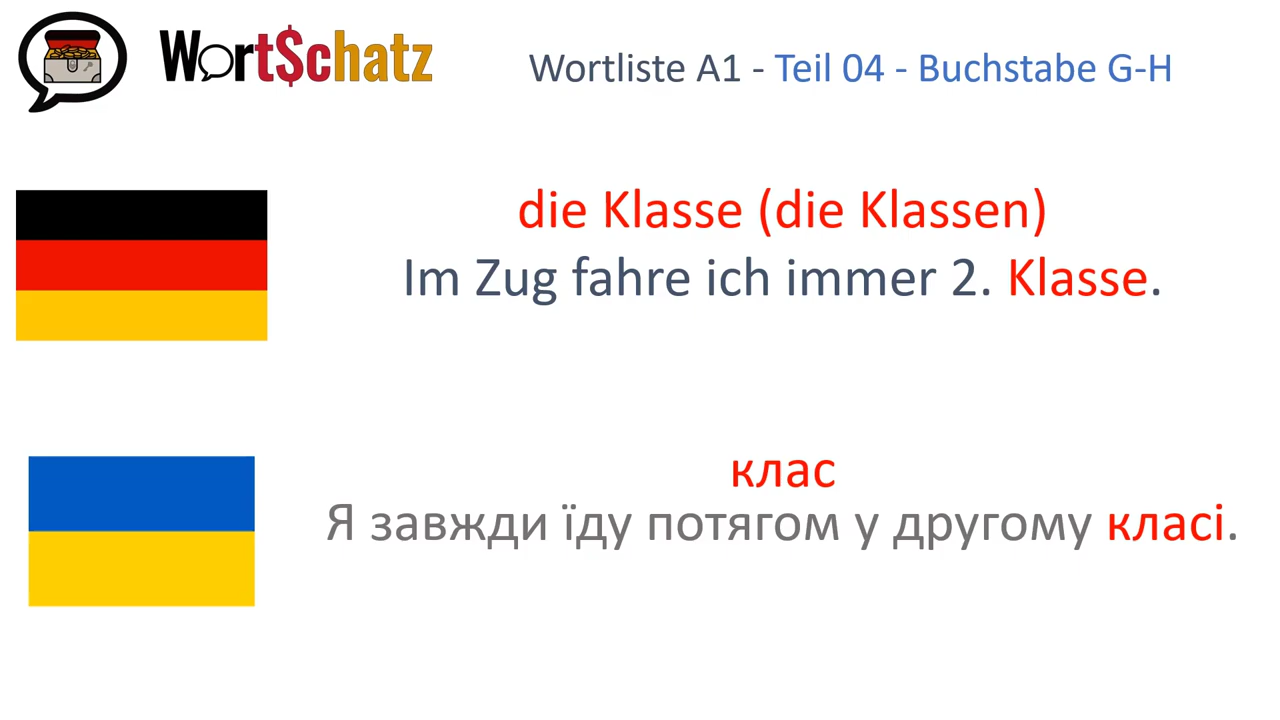 Wort$chatz
Wortliste A1 - Teil 04 - Buchstabe G-H
die Klasse (die Klassen)
Im Zug fahre ich immer 2. Klasse.
клас
Я завжди їду потягом у другому класі.